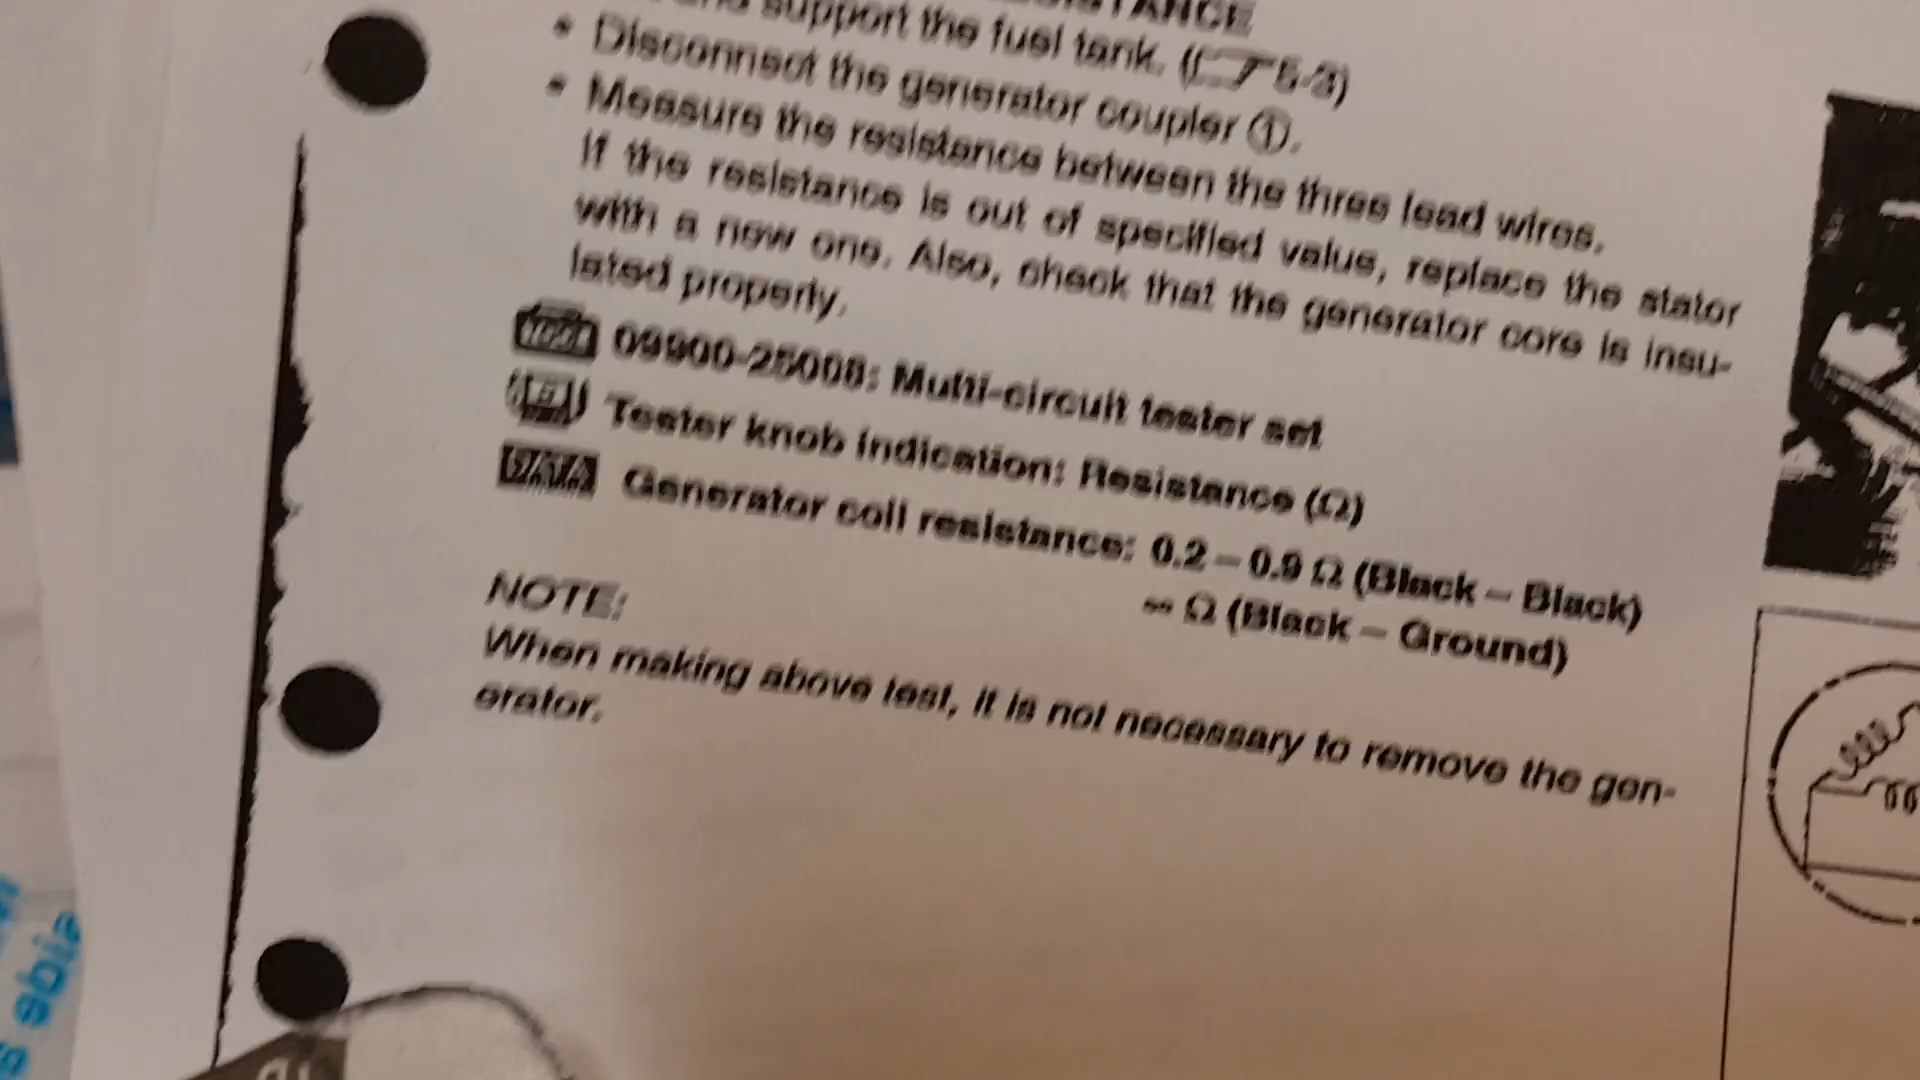 support the fuel tank. (5-3)
• Disconnect the generator coupler ①.
• Measure the resistance between the three lead wires.
If the resistance is out of specified value, replace the stator
with a new one. Also, check that the generator core is insu-
lated properly.
TOOL 09900-25008: Multi-circuit tester set
Tester knob indication: Resistance (Ω)
DATA Generator coil resistance: 0.2 – 0.9 Ω (Black – Black)
∞ Ω (Black – Ground)
NOTE:
When making above test, it is not necessary to remove the gen-
erator.